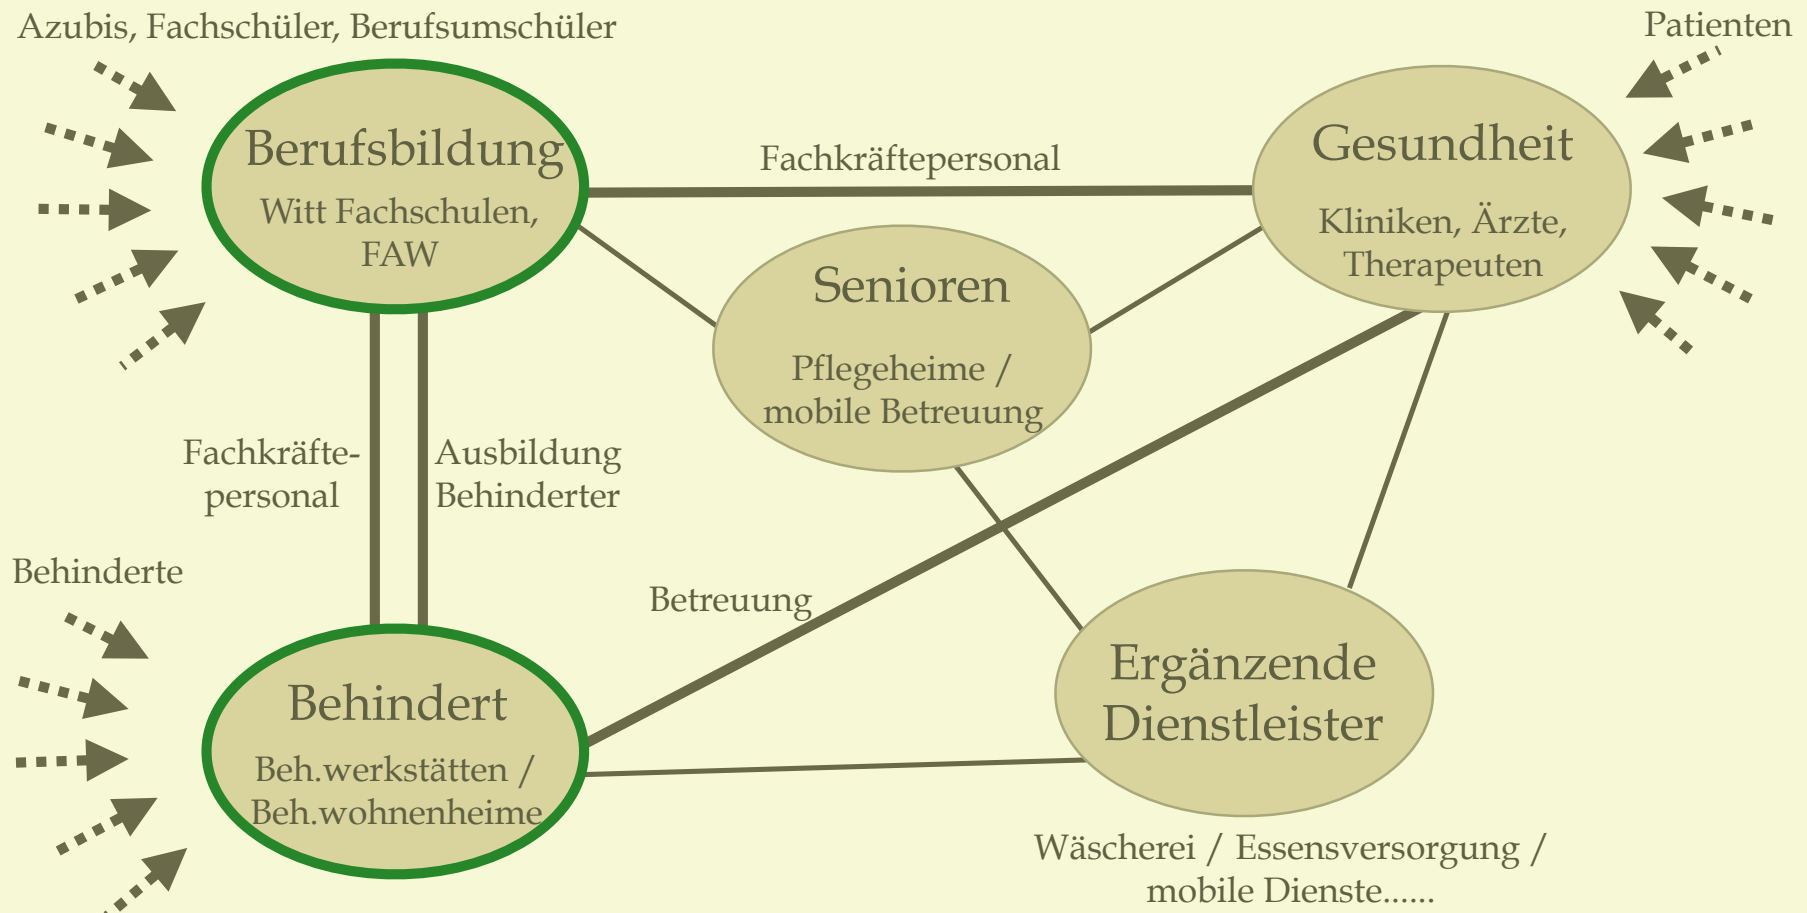 Azubis, Fachschüler, Berufsumschüler
Patienten
Berufsbildung
Witt Fachschulen,
FAW
Fachkräftepersonal
Gesundheit
Kliniken, Ärzte,
Therapeuten
Senioren
Pflegeheime /
mobile Betreuung
Fachkräfte-
personal
Ausbildung
Behinderter
Behinderte
Betreuung
Behindert
Beh.werkstätten /
Beh.wohnenheime
Ergänzende
Dienstleister
Wäscherei / Essensversorgung /
mobile Dienste......